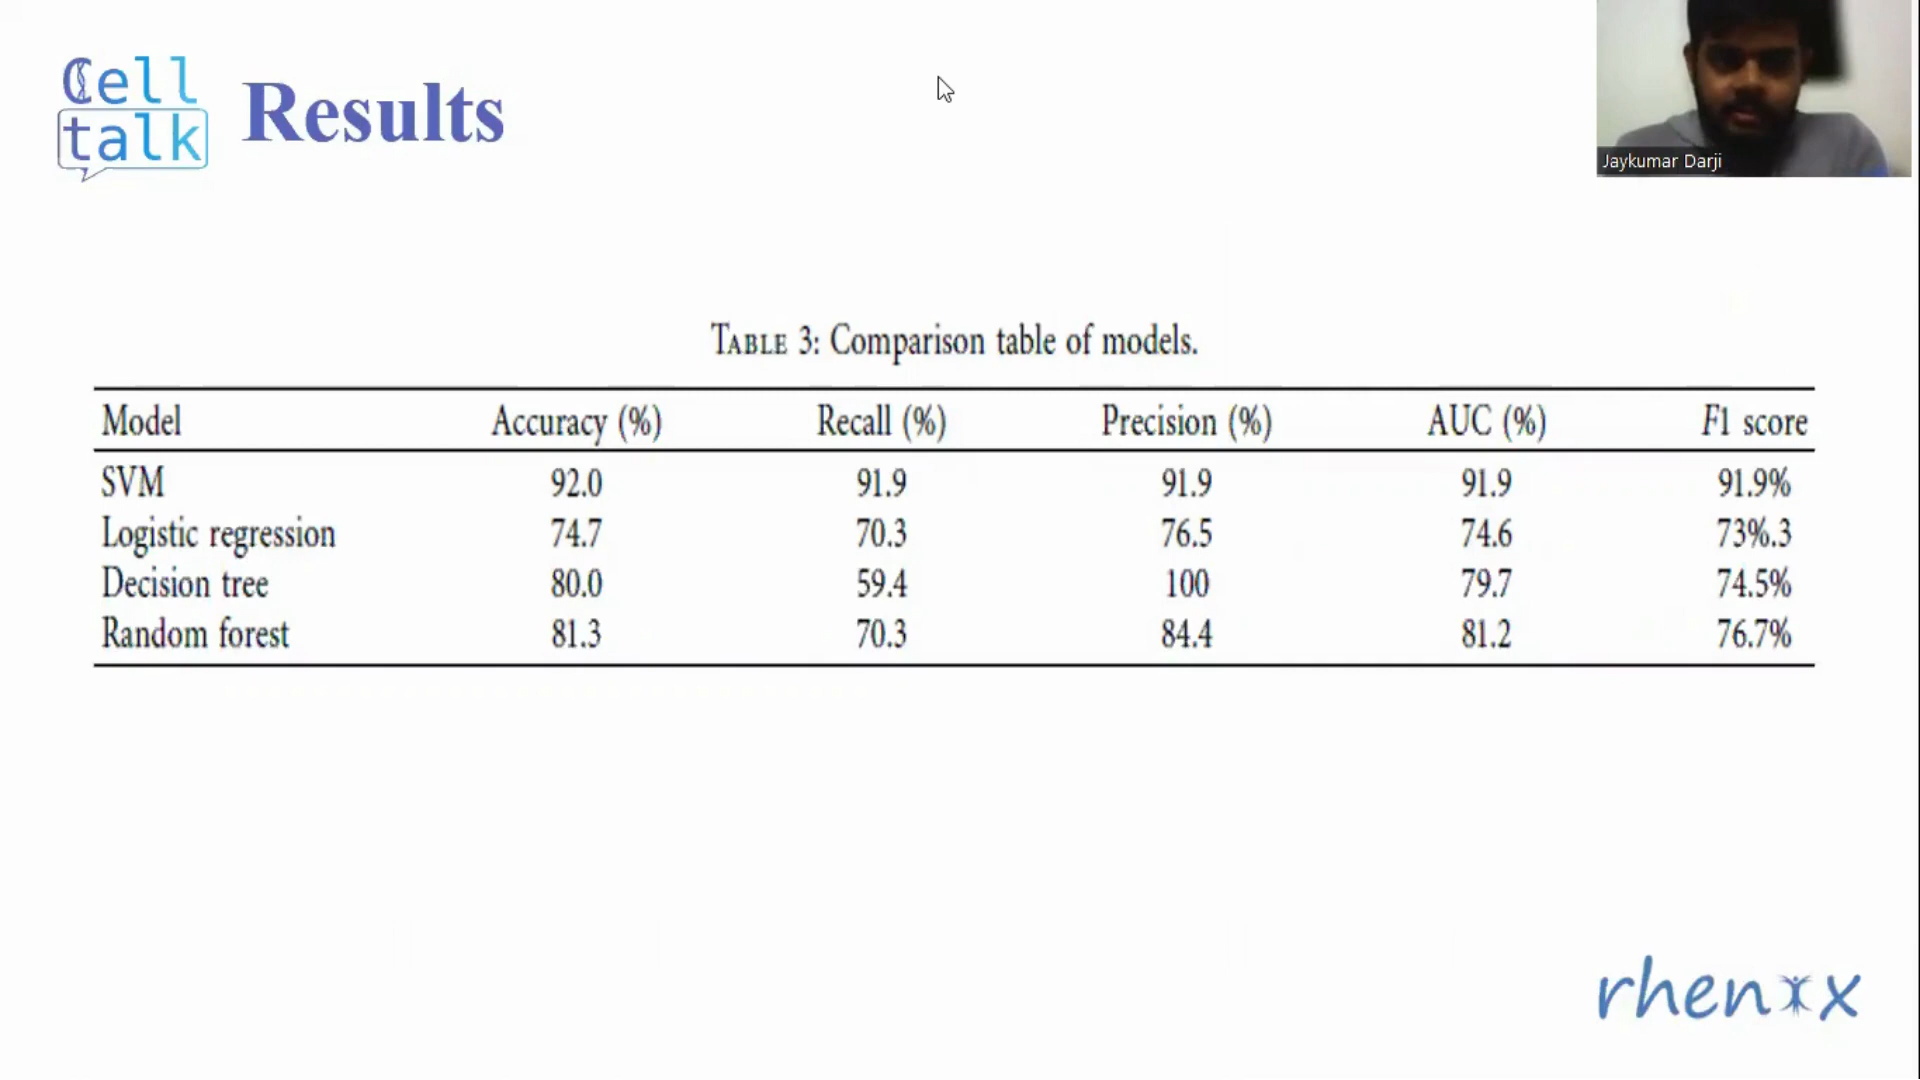 Cell
talk
Results
Jaykumar Darji
TABLE 3: Comparison table of models.
Model Accuracy (%) Recall (%) Precision (%) AUC (%) F1 score
SVM 92.0 91.9 91.9 91.9 91.9%
Logistic regression 74.7 70.3 76.5 74.6 73%.3
Decision tree 80.0 59.4 100 79.7 74.5%
Random forest 81.3 70.3 84.4 81.2 76.7%
rhenix